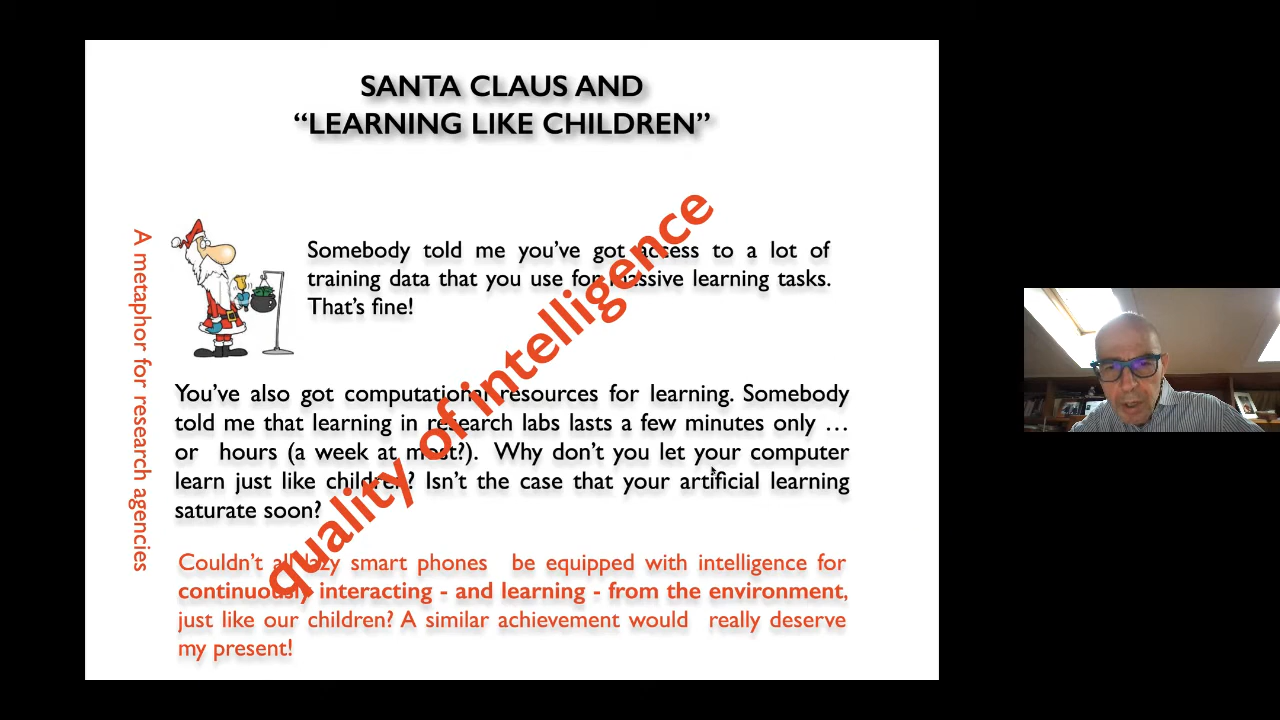 SANTA CLAUS AND
“LEARNING LIKE CHILDREN”
A metaphor for research agencies
Somebody told me you’ve got access to a lot of
training data that you use for massive learning tasks.
That’s fine!
quality of intelligence
You’ve also got computational resources for learning. Somebody
told me that learning in research labs lasts a few minutes only …
or hours (a week at most?). Why don’t you let your computer
learn just like children? Isn’t the case that your artificial learning
saturate soon?
Couldn’t all lazy smart phones be equipped with intelligence for
continuously interacting - and learning - from the environment,
just like our children? A similar achievement would really deserve
my present!